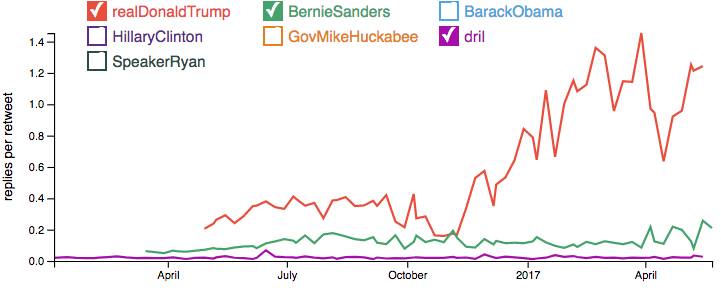 realDonaldTrump BernieSanders BarackObama
HillaryClinton GovMikeHuckabee dril
SpeakerRyan
replies per retweet
1.4
1.2
1.0
0.8
0.6
0.4
0.2
0.0
April July October 2017 April